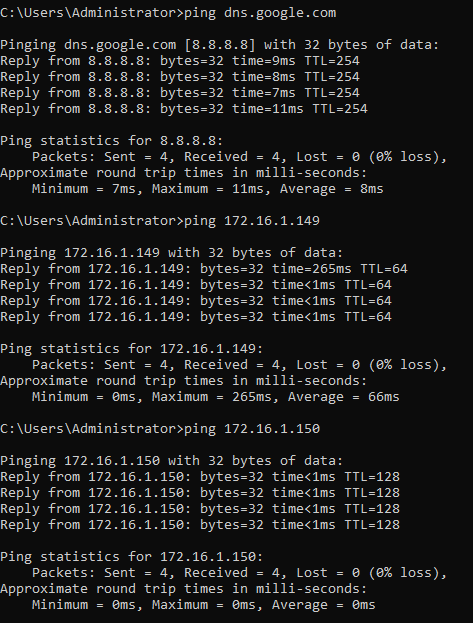 C:\Users\Administrator>ping dns.google.com
Pinging dns.google.com [8.8.8.8] with 32 bytes of data:
Reply from 8.8.8.8: bytes=32 time=9ms TTL=254
Reply from 8.8.8.8: bytes=32 time=8ms TTL=254
Reply from 8.8.8.8: bytes=32 time=7ms TTL=254
Reply from 8.8.8.8: bytes=32 time=11ms TTL=254
Ping statistics for 8.8.8.8:
    Packets: Sent = 4, Received = 4, Lost = 0 (0% loss),
Approximate round trip times in milli-seconds:
    Minimum = 7ms, Maximum = 11ms, Average = 8ms
C:\Users\Administrator>ping 172.16.1.149
Pinging 172.16.1.149 with 32 bytes of data:
Reply from 172.16.1.149: bytes=32 time=265ms TTL=64
Reply from 172.16.1.149: bytes=32 time<1ms TTL=64
Reply from 172.16.1.149: bytes=32 time<1ms TTL=64
Reply from 172.16.1.149: bytes=32 time<1ms TTL=64
Ping statistics for 172.16.1.149:
    Packets: Sent = 4, Received = 4, Lost = 0 (0% loss),
Approximate round trip times in milli-seconds:
    Minimum = 0ms, Maximum = 265ms, Average = 66ms
C:\Users\Administrator>ping 172.16.1.150
Pinging 172.16.1.150 with 32 bytes of data:
Reply from 172.16.1.150: bytes=32 time<1ms TTL=128
Reply from 172.16.1.150: bytes=32 time<1ms TTL=128
Reply from 172.16.1.150: bytes=32 time<1ms TTL=128
Reply from 172.16.1.150: bytes=32 time<1ms TTL=128
Ping statistics for 172.16.1.150:
    Packets: Sent = 4, Received = 4, Lost = 0 (0% loss),
Approximate round trip times in milli-seconds:
    Minimum = 0ms, Maximum = 0ms, Average = 0ms